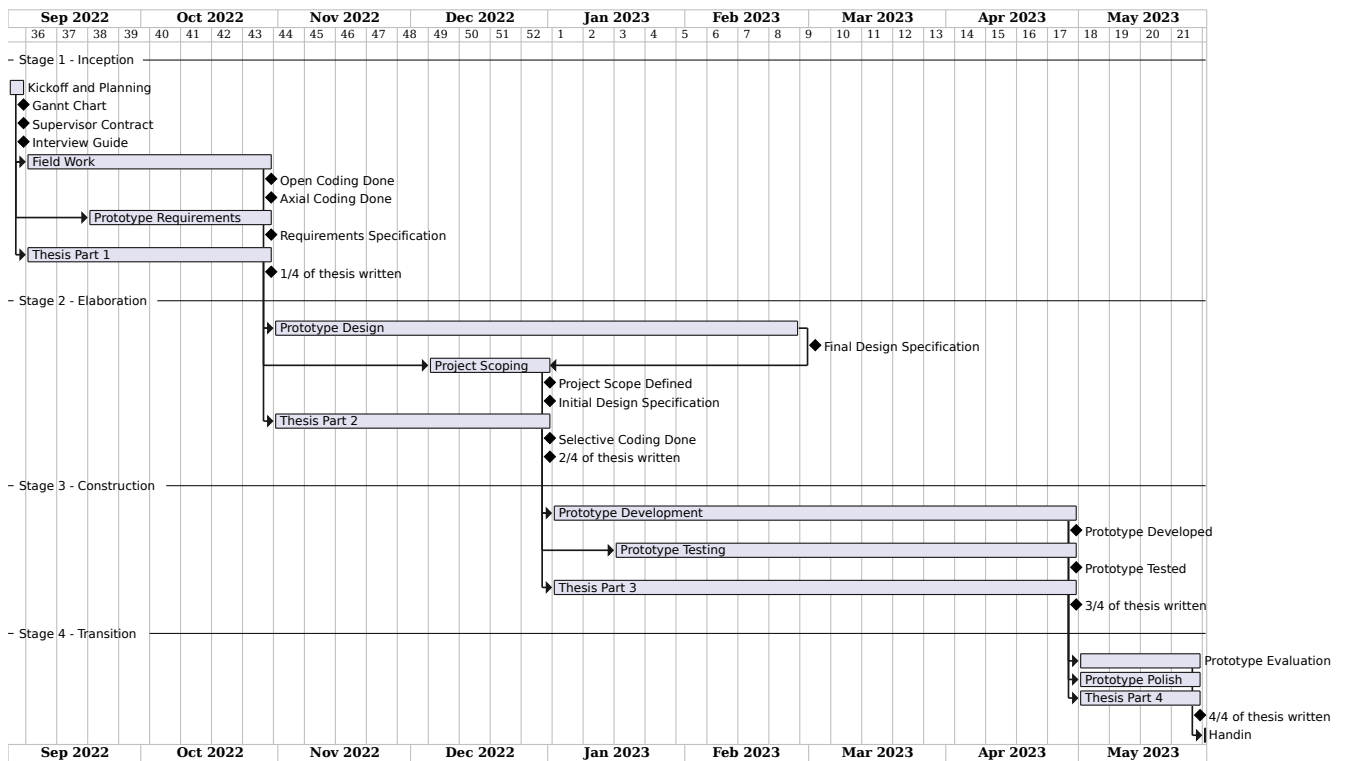 Sep 2022 Oct 2022 Nov 2022 Dec 2022 Jan 2023 Feb 2023 Mar 2023 Apr 2023 May 2023
36 37 38 39 40 41 42 43 44 45 46 47 48 49 50 51 52 1 2 3 4 5 6 7 8 9 10 11 12 13 14 15 16 17 18 19 20 21
Stage 1 - Inception
Kickoff and Planning
Gannt Chart
Supervisor Contract
Interview Guide
Field Work
Open Coding Done
Axial Coding Done
Prototype Requirements
Requirements Specification
Thesis Part 1
1/4 of thesis written
Stage 2 - Elaboration
Prototype Design
Final Design Specification
Project Scoping
Project Scope Defined
Initial Design Specification
Thesis Part 2
Selective Coding Done
2/4 of thesis written
Stage 3 - Construction
Prototype Development
Prototype Developed
Prototype Testing
Prototype Tested
Thesis Part 3
3/4 of thesis written
Stage 4 - Transition
Prototype Evaluation
Prototype Polish
Thesis Part 4
4/4 of thesis written
Handin
Sep 2022 Oct 2022 Nov 2022 Dec 2022 Jan 2023 Feb 2023 Mar 2023 Apr 2023 May 2023